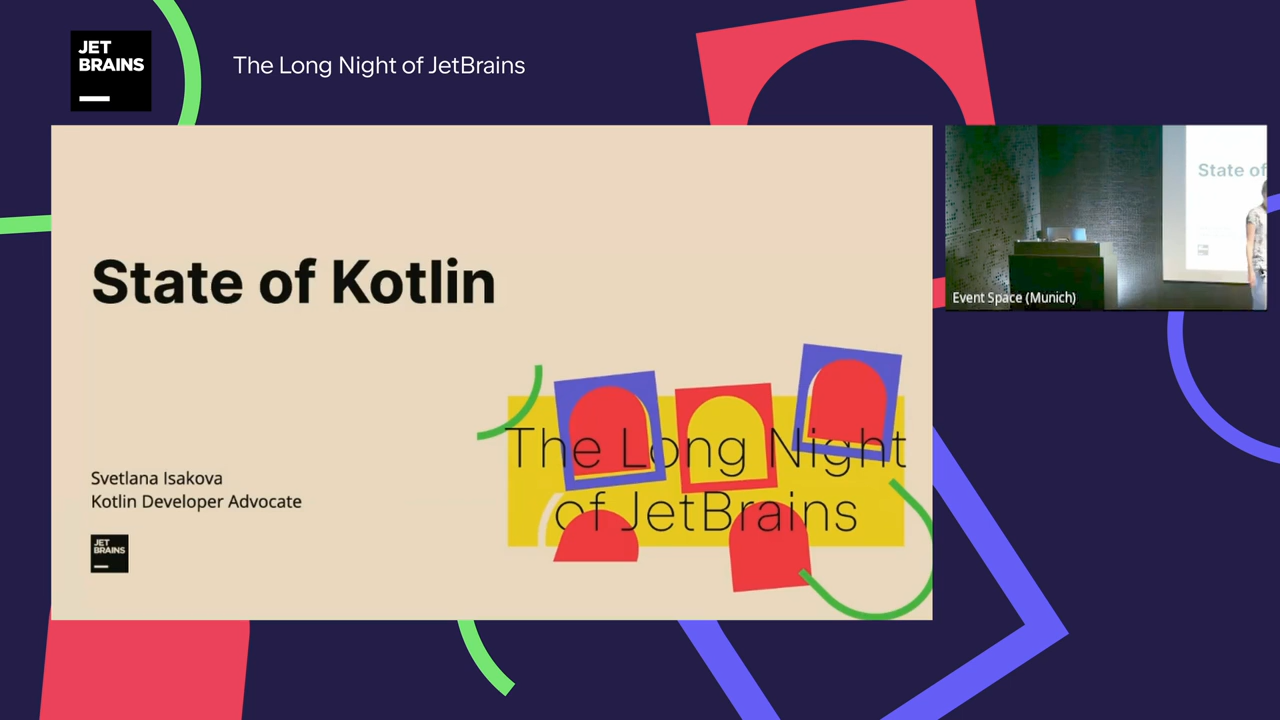 JET
BRAINS
The Long Night of JetBrains
State of Kotlin
Svetlana Isakova
Kotlin Developer Advocate
JET
BRAINS
The Long Night
of JetBrains
State of
Event Space (Munich)